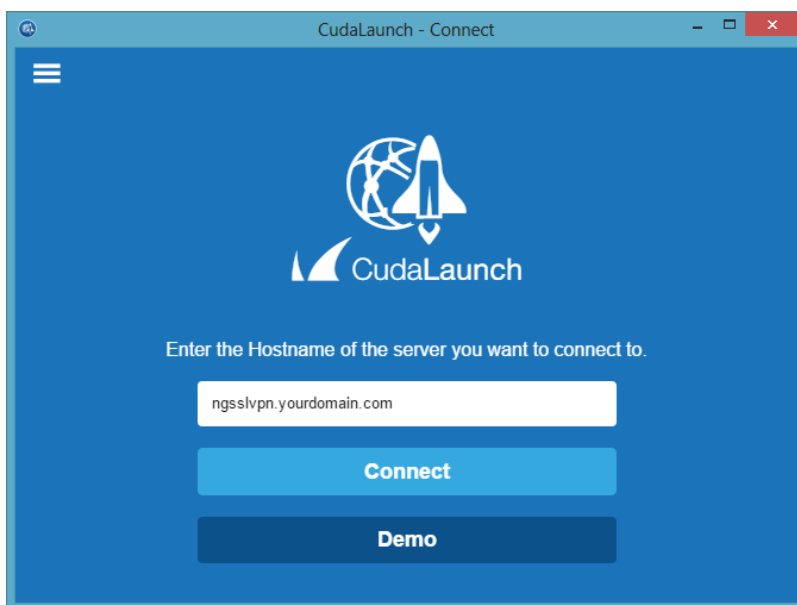 CudaLaunch - Connect
CudaLaunch
Enter the Hostname of the server you want to connect to.
ngsslvpn.yourdomain.com
Connect
Demo